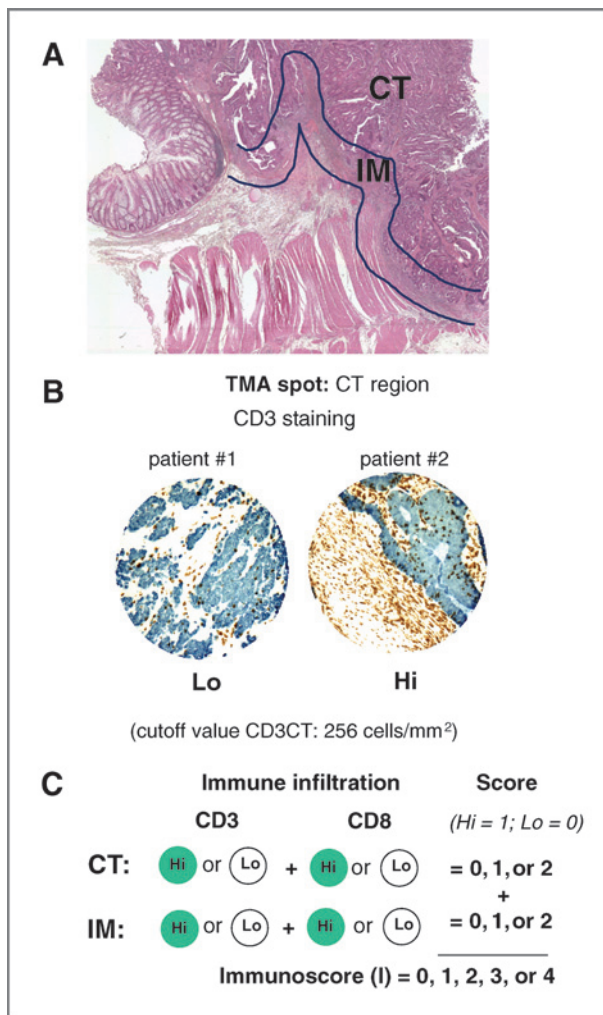 A
CT
IM
TMA spot: CT region
B
CD3 staining
patient #1 patient #2
Lo Hi
(cutoff value CD3CT: 256 cells/mm²)
C Immune infiltration Score
CD3 CD8 (Hi = 1; Lo = 0)
CT: Hi or Lo + Hi or Lo = 0, 1, or 2
+
IM: Hi or Lo + Hi or Lo = 0, 1, or 2
Immunoscore (I) = 0, 1, 2, 3, or 4